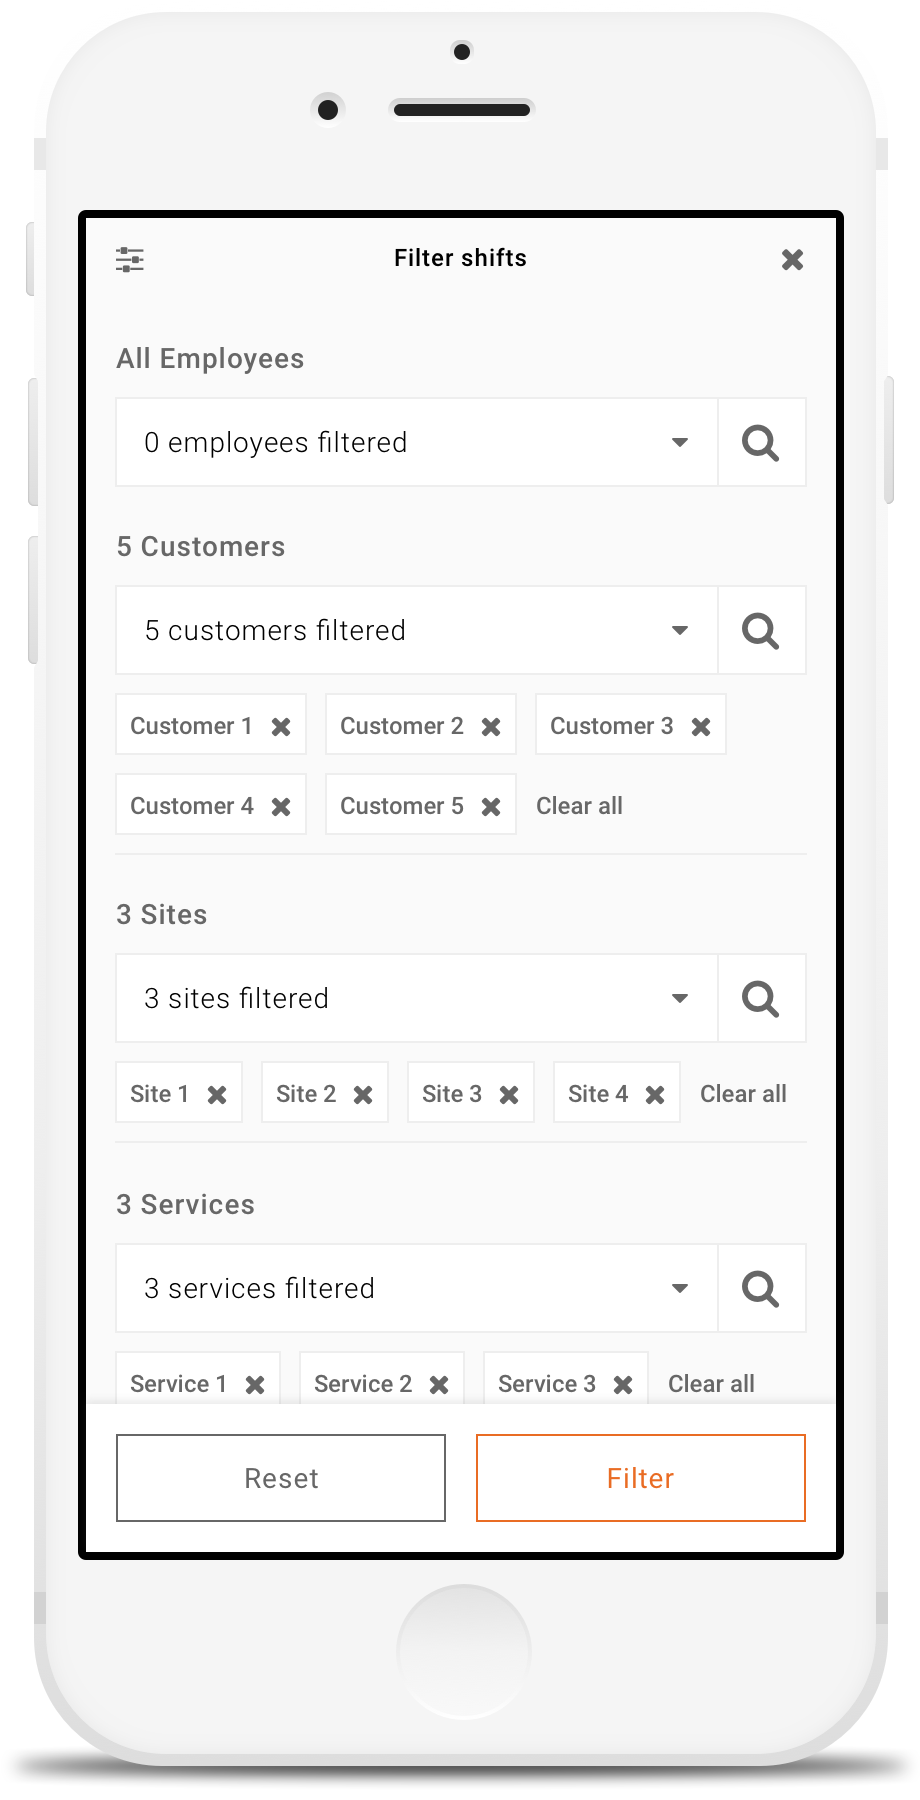 Filter shifts
All Employees
0 employees filtered
5 Customers
5 customers filtered
Customer 1 Customer 2 Customer 3
Customer 4 Customer 5 Clear all
3 Sites
3 sites filtered
Site 1 Site 2 Site 3 Site 4 Clear all
3 Services
3 services filtered
Service 1 Service 2 Service 3 Clear all
Reset Filter